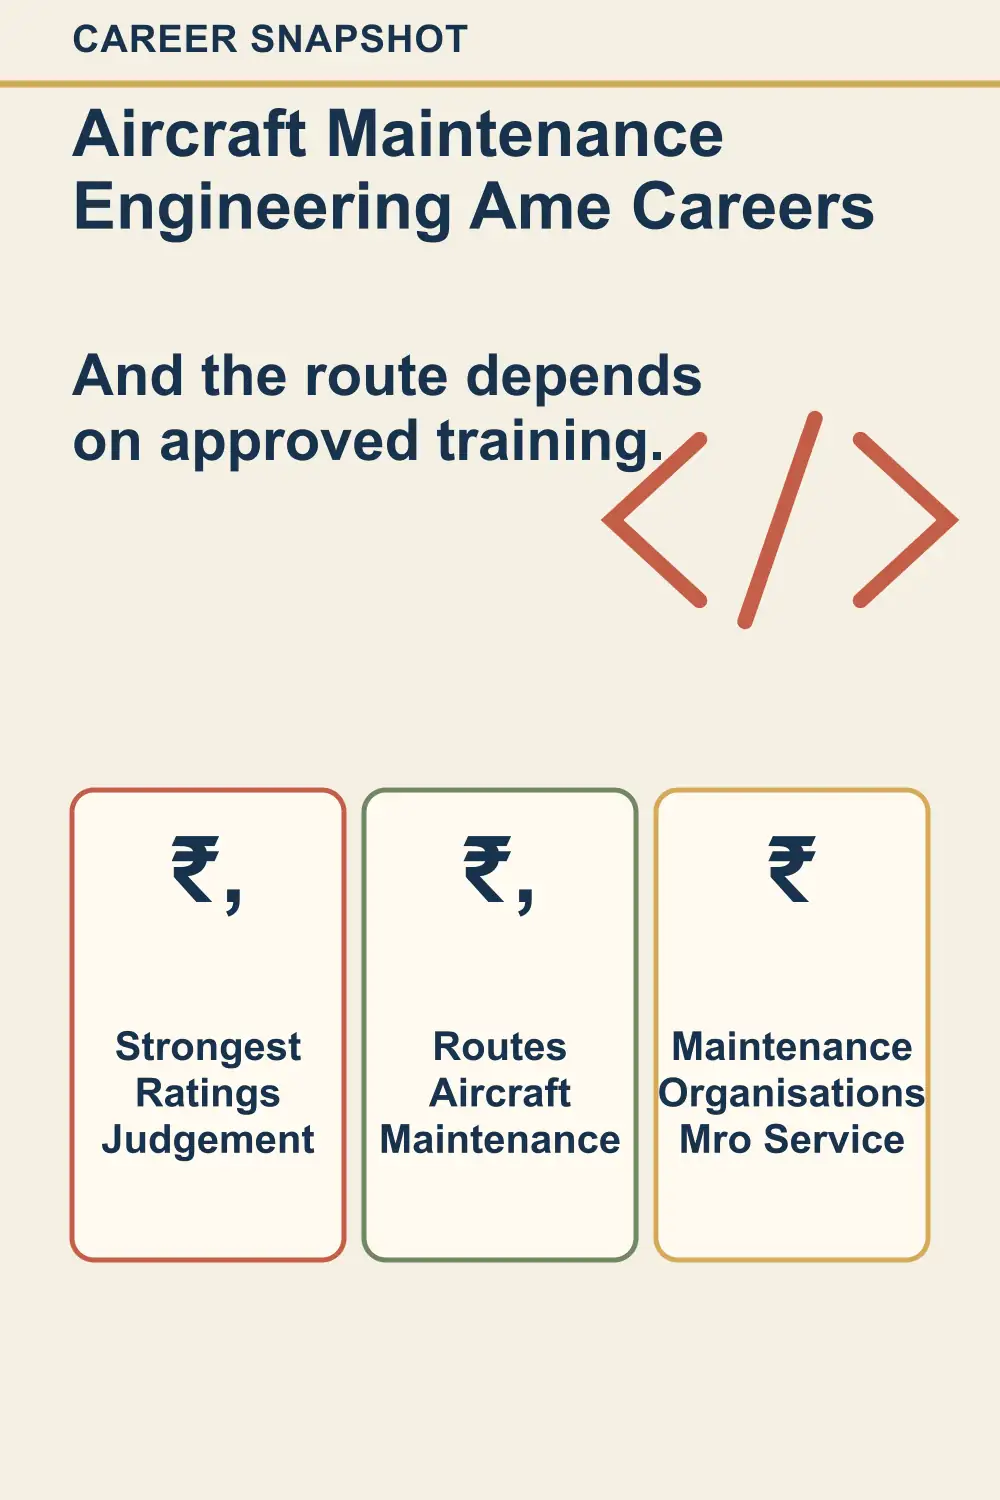 CAREER SNAPSHOT
Aircraft Maintenance
Engineering Ame Careers
And the route depends
on approved training.
₹,
Strongest
Ratings
Judgement
₹,
Routes
Aircraft
Maintenance
₹
Maintenance
Organisations
Mro Service